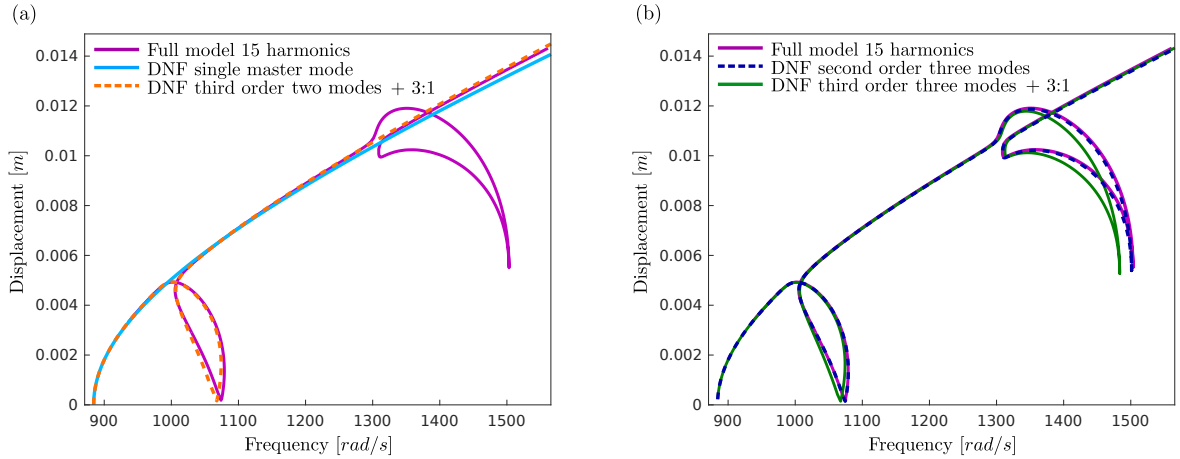 (a)
Full model 15 harmonics
DNF single master mode
DNF third order two modes + 3:1
0.014
0.012
0.01
0.008
0.006
0.004
0.002
0
Displacement [m]
900 1000 1100 1200 1300 1400 1500
Frequency [rad/s]
(b)
Full model 15 harmonics
DNF second order three modes
DNF third order three modes + 3:1
0.014
0.012
0.01
0.008
0.006
0.004
0.002
0
Displacement [m]
900 1000 1100 1200 1300 1400 1500
Frequency [rad/s]